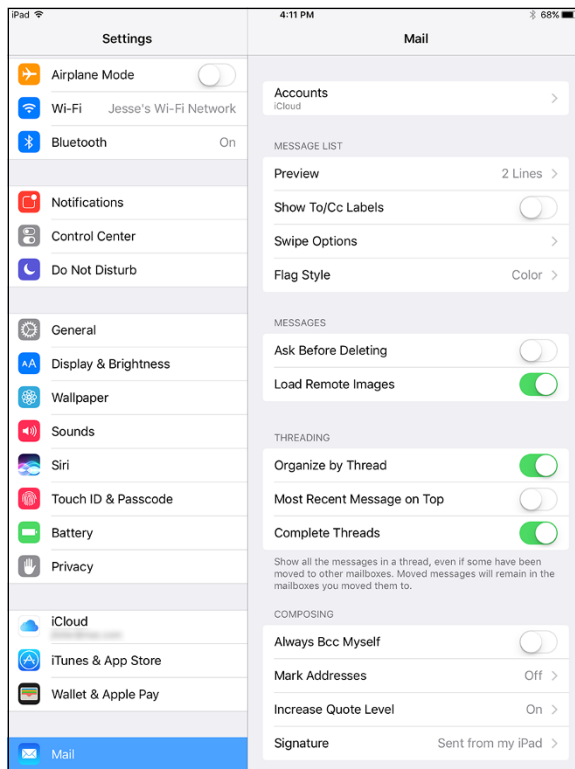 iPad
4:11 PM
68%
Settings
Mail
Airplane Mode
Wi-Fi Jesse's Wi-Fi Network
Bluetooth On
Notifications
Control Center
Do Not Disturb
General
AA Display & Brightness
Wallpaper
Sounds
Siri
Touch ID & Passcode
Battery
Privacy
iCloud
iTunes & App Store
Wallet & Apple Pay
Mail
Accounts
iCloud
MESSAGE LIST
Preview 2 Lines
Show To/Cc Labels
Swipe Options
Flag Style Color
MESSAGES
Ask Before Deleting
Load Remote Images
THREADING
Organize by Thread
Most Recent Message on Top
Complete Threads
Show all the messages in a thread, even if some have been
moved to other mailboxes. Moved messages will remain in the
mailboxes you moved them to.
COMPOSING
Always Bcc Myself
Mark Addresses Off
Increase Quote Level On
Signature Sent from my iPad